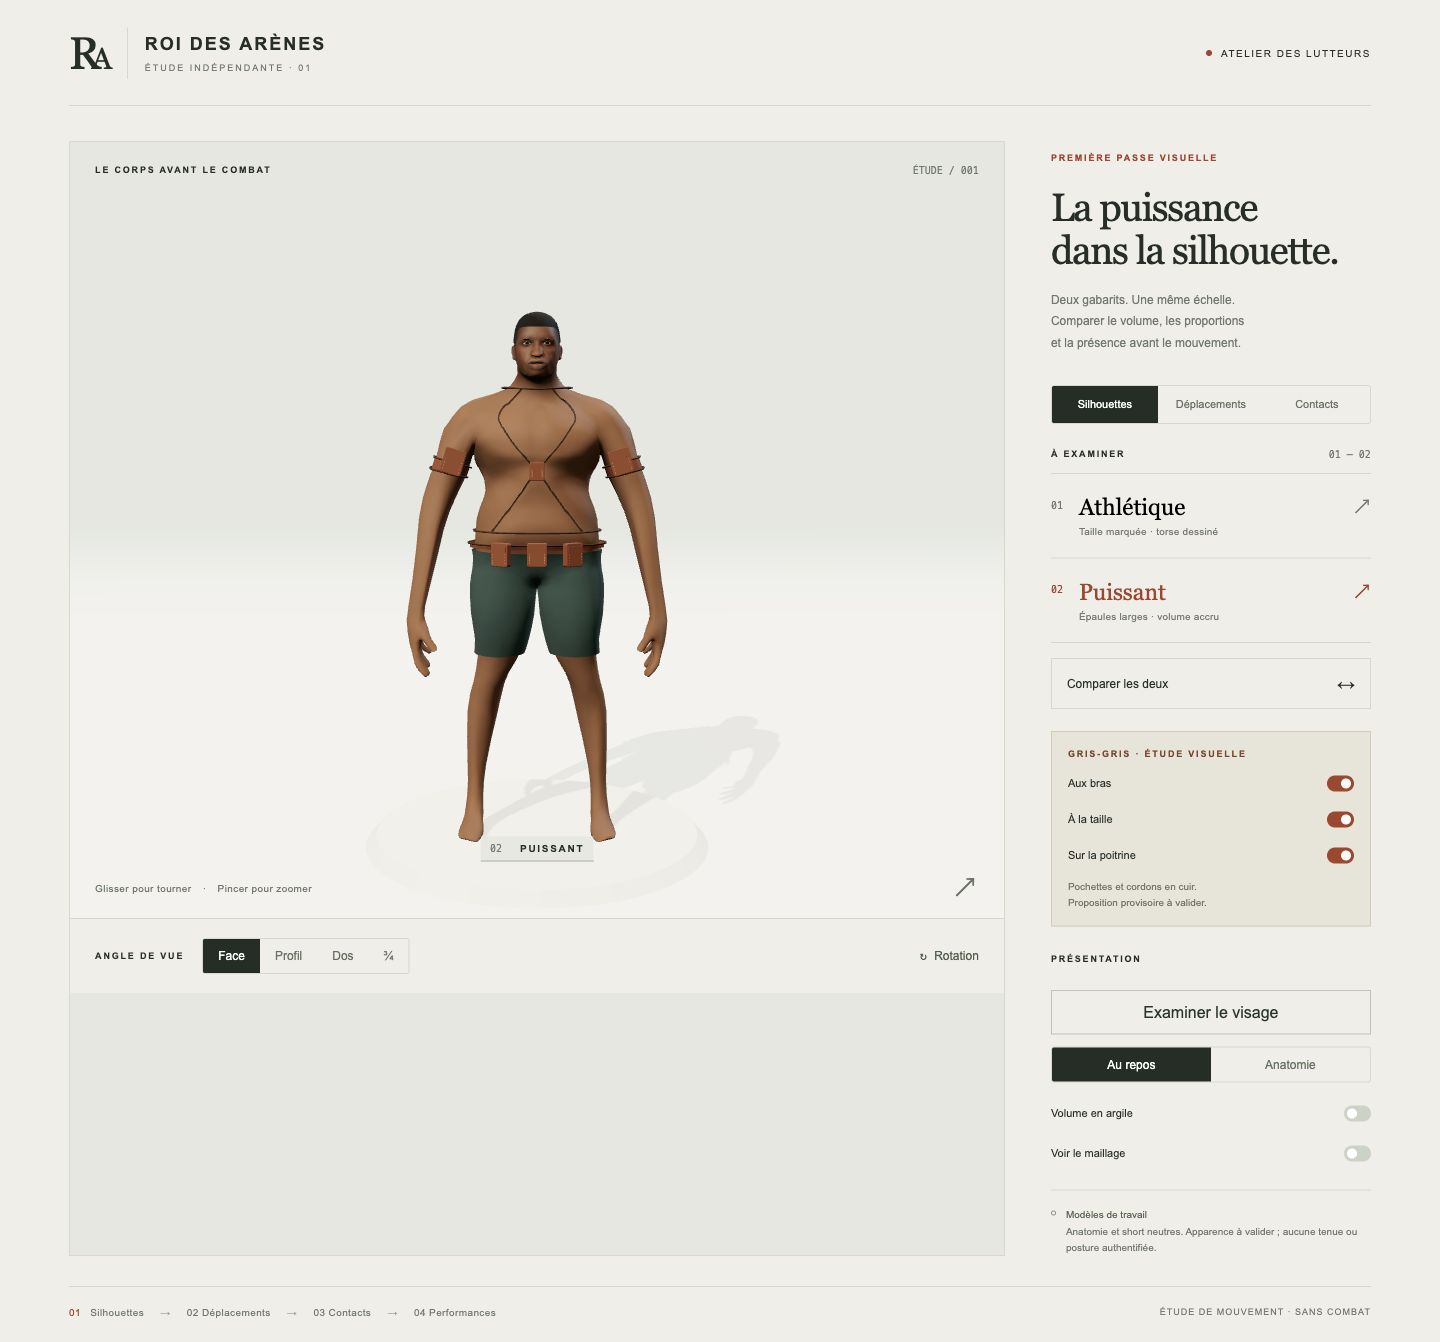 RA
ROI DES ARÈNES
ÉTUDE INDÉPENDANTE · 01
ATELIER DES LUTTEURS
LE CORPS AVANT LE COMBAT
ÉTUDE / 001
02 PUISSANT
Glisser pour tourner · Pincer pour zoomer
ANGLE DE VUE
Face
Profil
Dos
¾
↻ Rotation
PREMIÈRE PASSE VISUELLE
La puissance
dans la silhouette.
Deux gabarits. Une même échelle.
Comparer le volume, les proportions
et la présence avant le mouvement.
Silhouettes
Déplacements
Contacts
À EXAMINER
01 — 02
01 Athlétique
Taille marquée · torse dessiné
02 Puissant
Épaules larges · volume accru
Comparer les deux
GRIS-GRIS · ÉTUDE VISUELLE
Aux bras
À la taille
Sur la poitrine
Pochettes et cordons en cuir.
Proposition provisoire à valider.
PRÉSENTATION
Examiner le visage
Au repos
Anatomie
Volume en argile
Voir le maillage
Modèles de travail
Anatomie et short neutres. Apparence à valider ; aucune tenue ou
posture authentifiée.
01 Silhouettes → 02 Déplacements → 03 Contacts → 04 Performances
ÉTUDE DE MOUVEMENT · SANS COMBAT